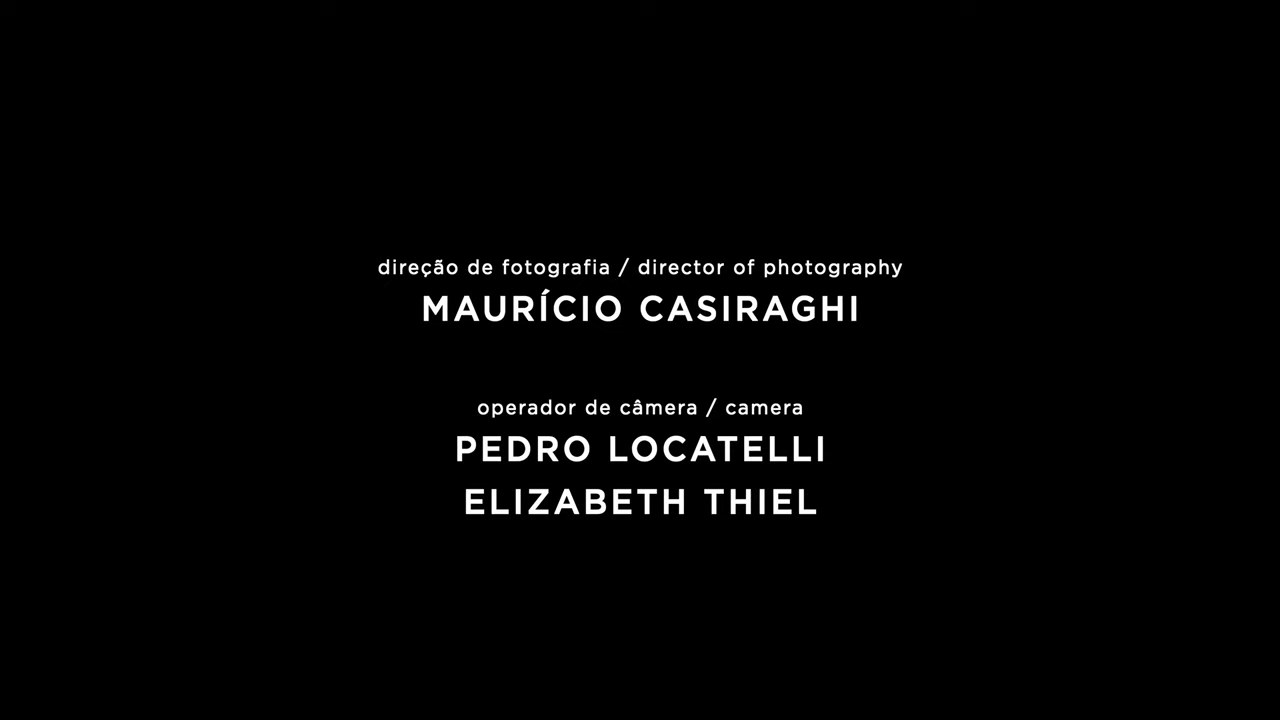 direção de fotografia / director of photography
MAURÍCIO CASIRAGHI
operador de câmera / camera
PEDRO LOCATELLI
ELIZABETH THIEL